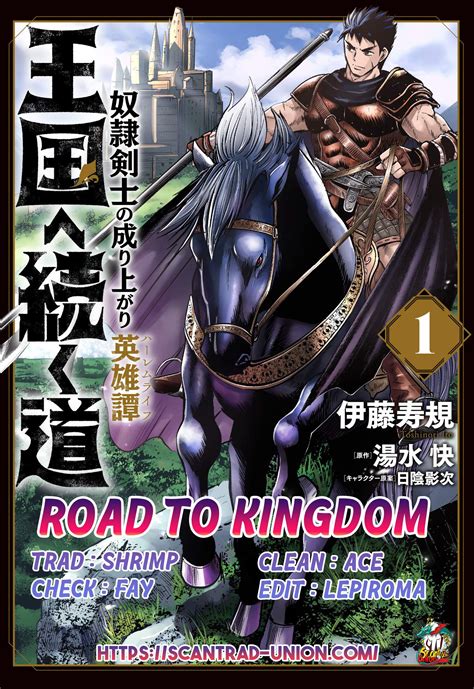 王国へ続く道
奴隷剣士の成り上がり英雄譚
ハーレムライフ
1
伊藤寿規
Yoshinori Ito
[原作]湯水 快
[キャラクター原案]日陰影次
ROAD TO KINGDOM
TRAD : SHRIMP
CLEAN : ACE
CHECK : FAY
EDIT : LEPIROMA
HTTPS://SCANTRAD-UNION.COM/